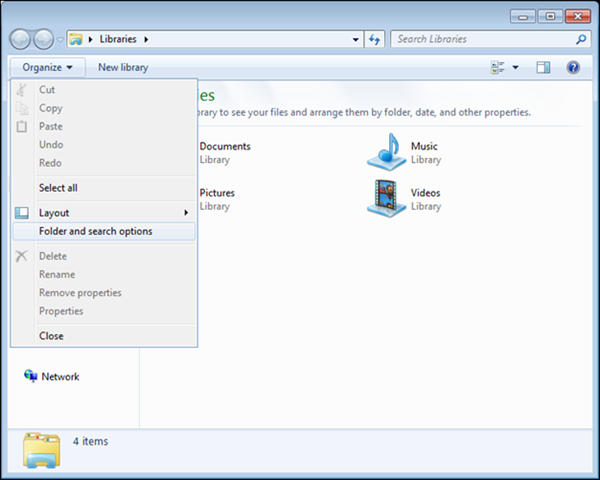 Libraries
Search Libraries
Organize
New library
Cut
Copy
Paste
Undo
Redo
Select all
Layout
Folder and search options
Delete
Rename
Remove properties
Properties
Close
ies
ibrary to see your files and arrange them by folder, date, and other properties.
Documents
Library
Music
Library
Pictures
Library
Videos
Library
Network
4 items